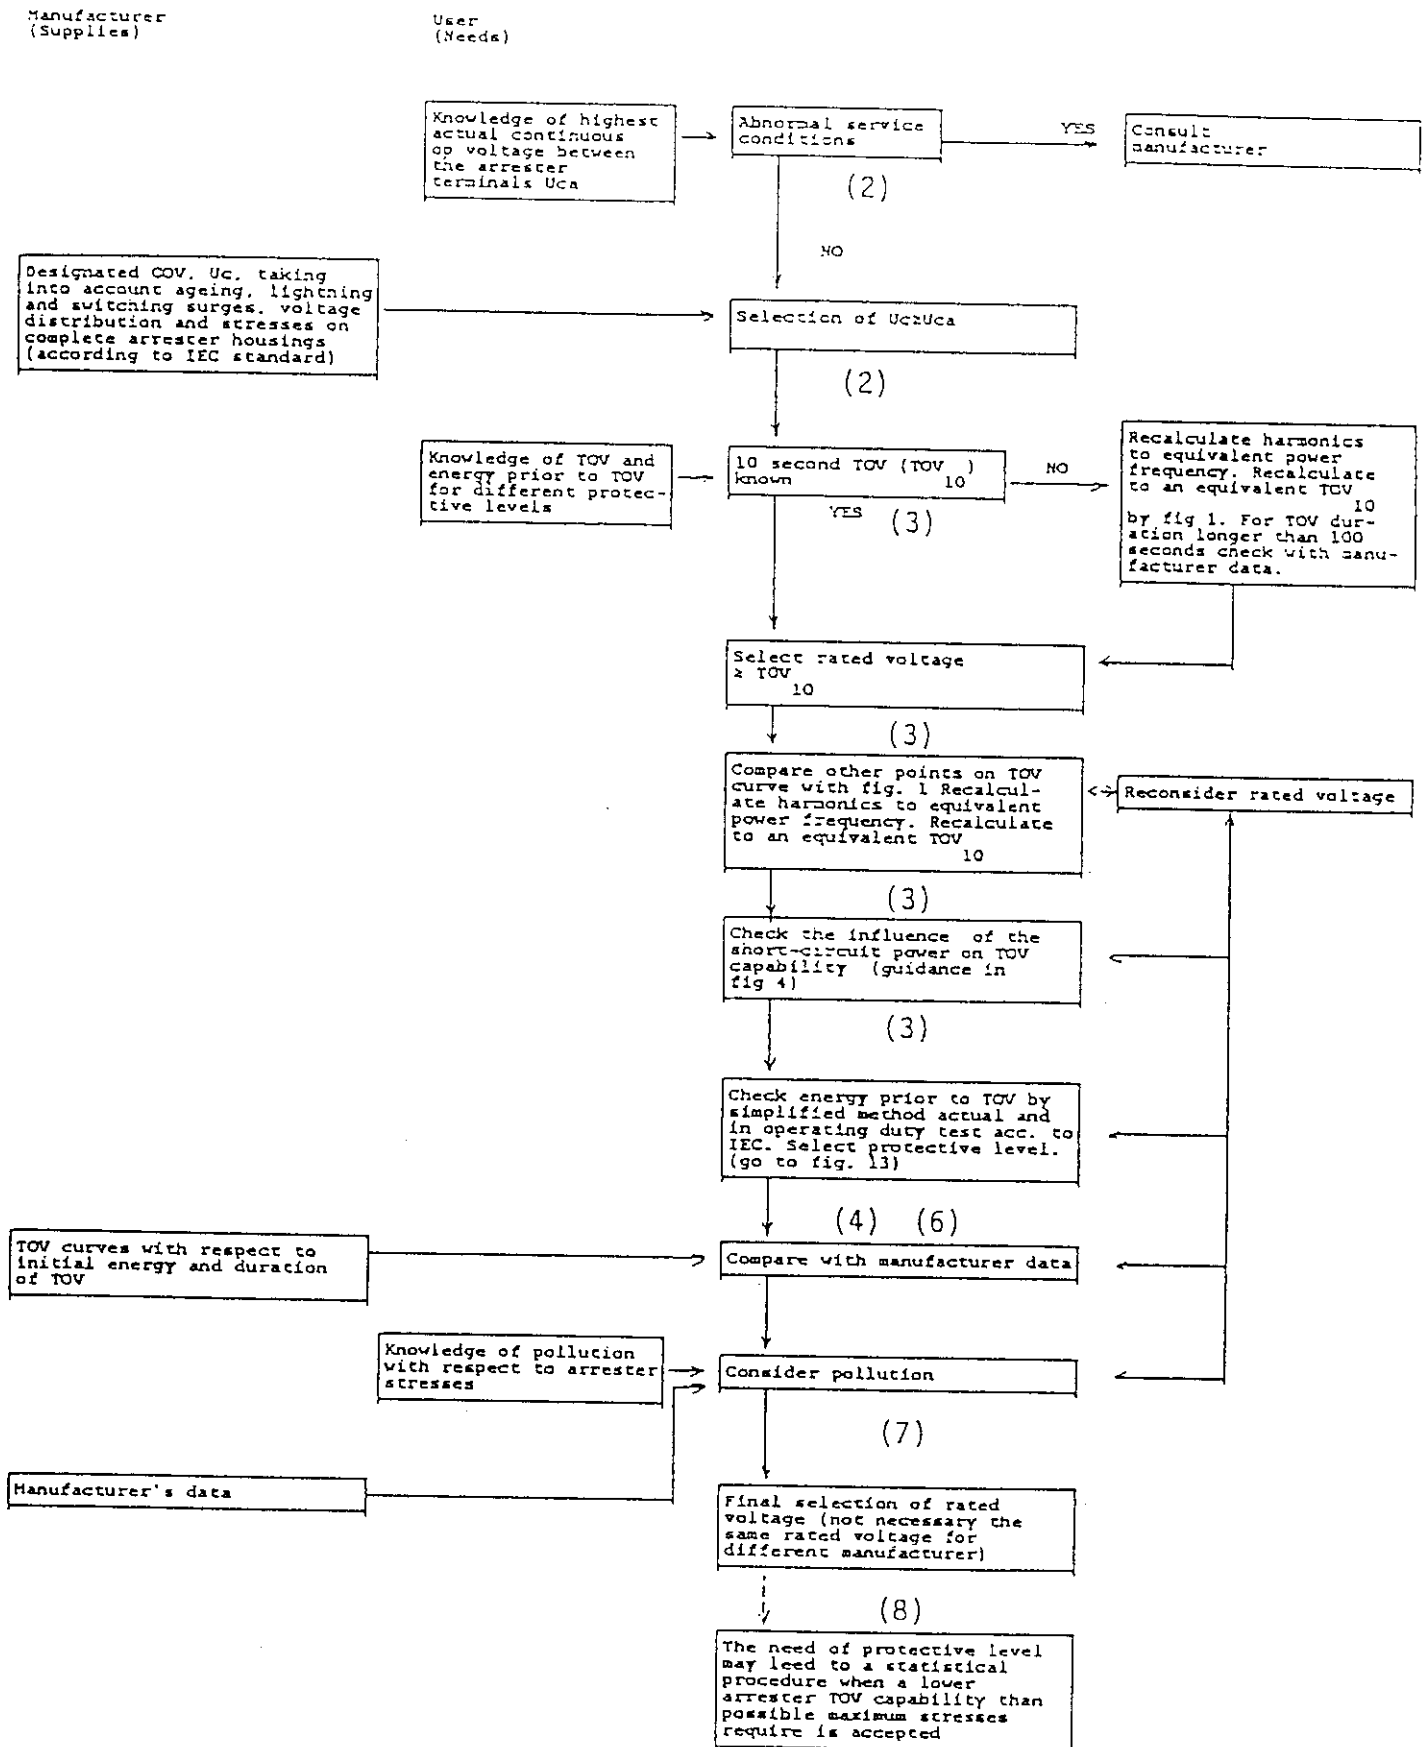 Manufacturer
(Supplies)
User
(Needs)
Knowledge of highest
actual continuous
op voltage between
the arrester
terminals Uca
Abnormal service
conditions
YES
Consult
manufacturer
(2)
NO
Designated COV, Uc, taking
into account ageing, lightning
and switching surges, voltage
distribution and stresses on
complete arrester housings
(according to IEC standard)
Selection of Uc≥Uca
(2)
Knowledge of TOV and
energy prior to TOV
for different protec-
tive levels
10 second TOV (TOV )
known 10
NO
YES
(3)
Recalculate harmonics
to equivalent power
frequency. Recalculate
to an equivalent TOV
10
by fig 1. For TOV dur-
ation longer than 100
seconds check with manu-
facturer data.
Select rated voltage
≥ TOV
10
(3)
Compare other points on TOV
curve with fig. 1 Recalcul-
ate harmonics to equivalent
power frequency. Recalculate
to an equivalent TOV
10
Reconsider rated voltage
(3)
Check the influence of the
short-circuit power on TOV
capability (guidance in
fig 4)
(3)
Check energy prior to TOV by
simplified method actual and
in operating duty test acc. to
IEC. Select protective level.
(go to fig. 13)
(4) (6)
TOV curves with respect to
initial energy and duration
of TOV
Compare with manufacturer data
Knowledge of pollution
with respect to arrester
stresses
Consider pollution
(7)
Manufacturer's data
Final selection of rated
voltage (not necessary the
same rated voltage for
different manufacturer)
(8)
The need of protective level
may leed to a statistical
procedure when a lower
arrester TOV capability than
possible maximum stresses
require is accepted